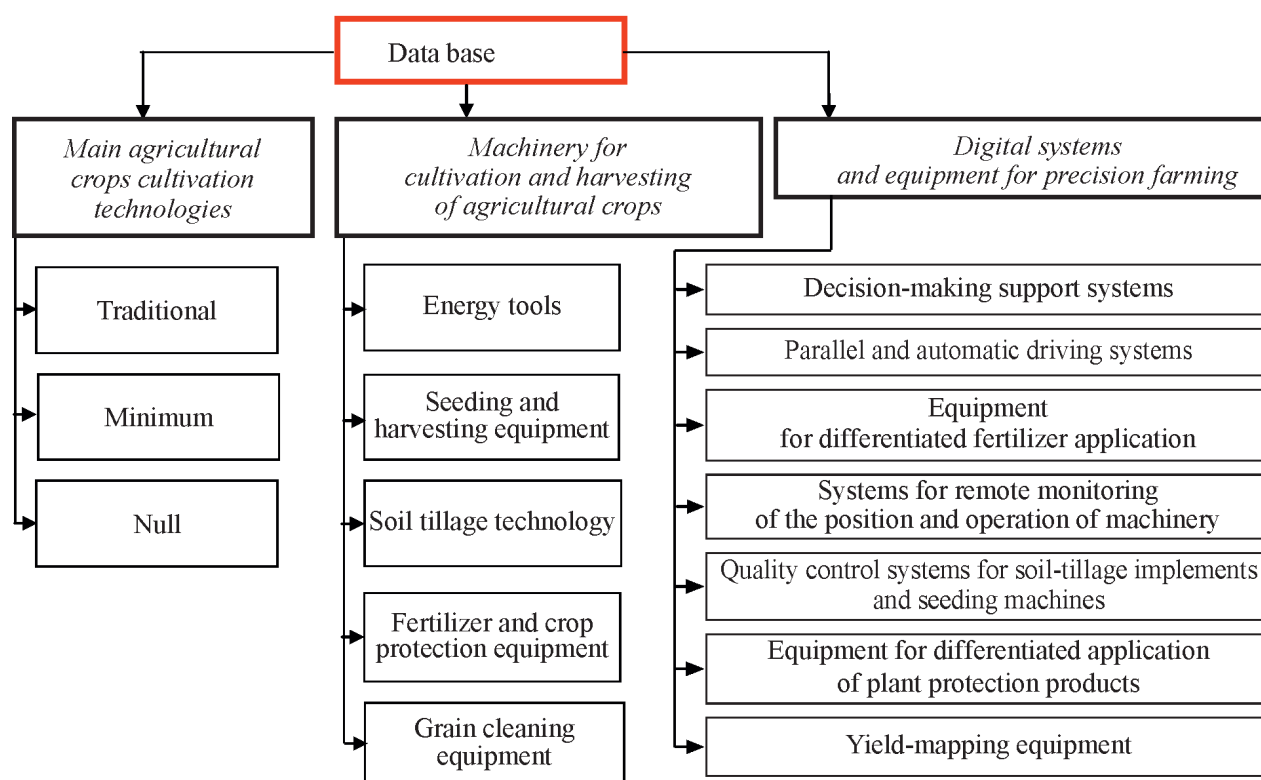 Data base
Main agricultural
crops cultivation
technologies
Machinery for
cultivation and harvesting
of agricultural crops
Digital systems
and equipment for precision farming
Traditional
Minimum
Null
Energy tools
Seeding and
harvesting equipment
Soil tillage technology
Fertilizer and crop
protection equipment
Grain cleaning
equipment
Decision-making support systems
Parallel and automatic driving systems
Equipment
for differentiated fertilizer application
Systems for remote monitoring
of the position and operation of machinery
Quality control systems for soil-tillage implements
and seeding machines
Equipment for differentiated application
of plant protection products
Yield-mapping equipment